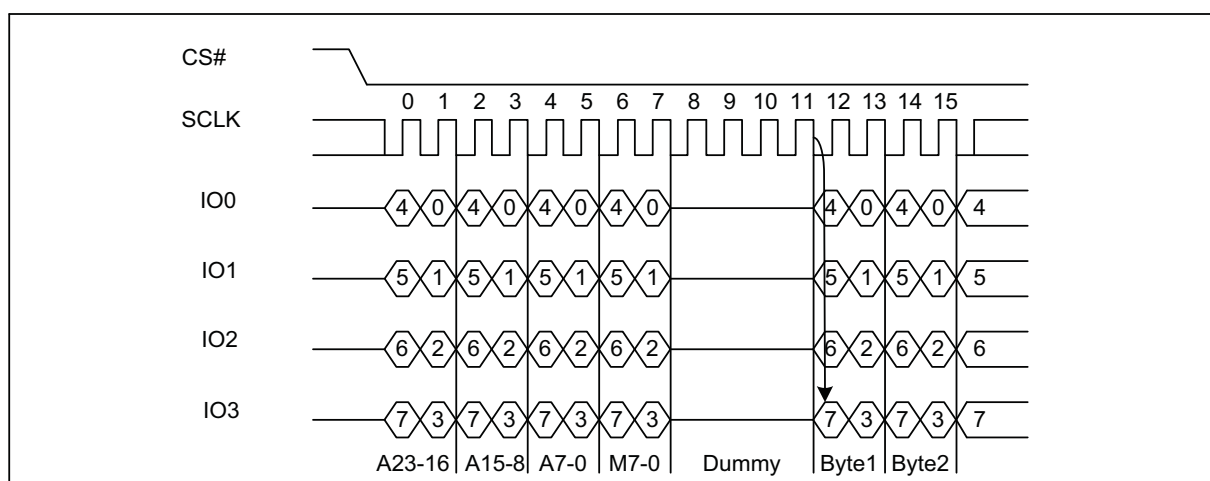 CS#
0 1 2 3 4 5 6 7 8 9 10 11 12 13 14 15
SCLK
IO0 4 0 4 0 4 0 4 0 4 0 4 0 4
IO1 5 1 5 1 5 1 5 1 5 1 5 1 5
IO2 6 2 6 2 6 2 6 2 6 2 6 2 6
IO3 7 3 7 3 7 3 7 3 7 3 7 3 7
A23-16 A15-8 A7-0 M7-0 Dummy Byte1 Byte2